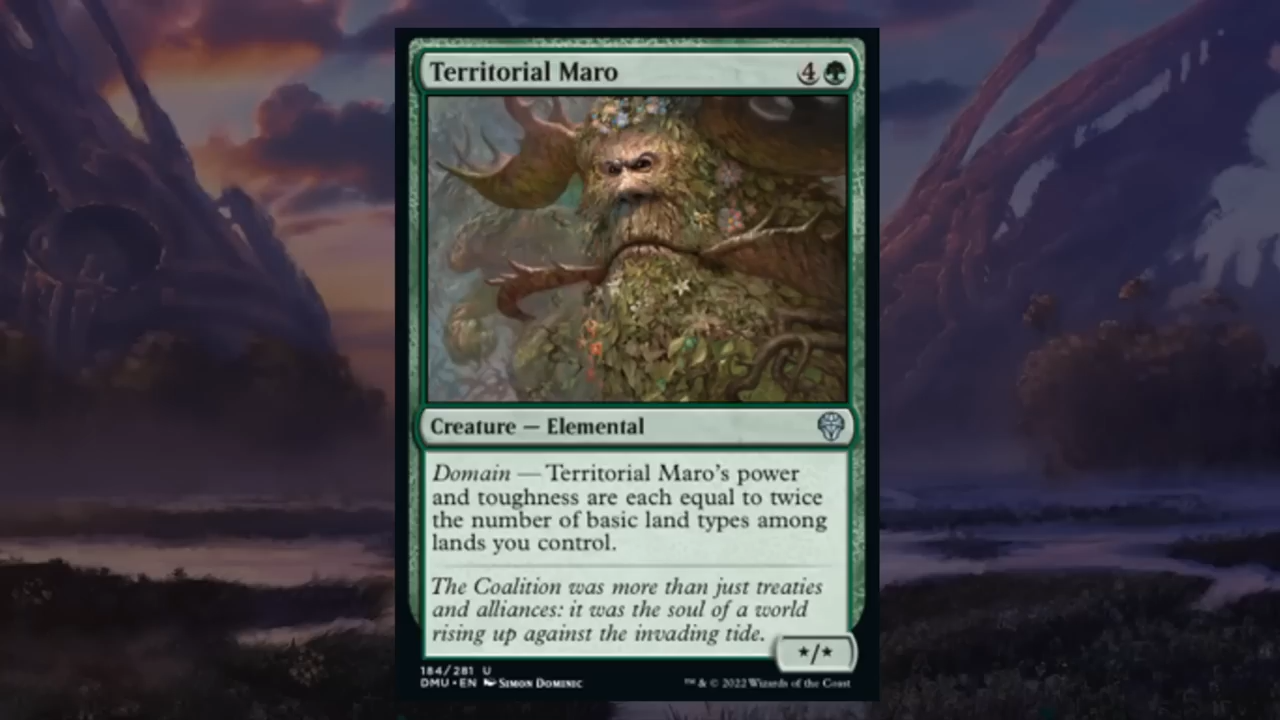 Territorial Maro 4
Creature — Elemental
Domain — Territorial Maro's power
and toughness are each equal to twice
the number of basic land types among
lands you control.
The Coalition was more than just treaties
and alliances: it was the soul of a world
rising up against the invading tide.
*/*
184/281 U
DMU • EN Simon Dominic
™ & © 2022 Wizards of the Coast